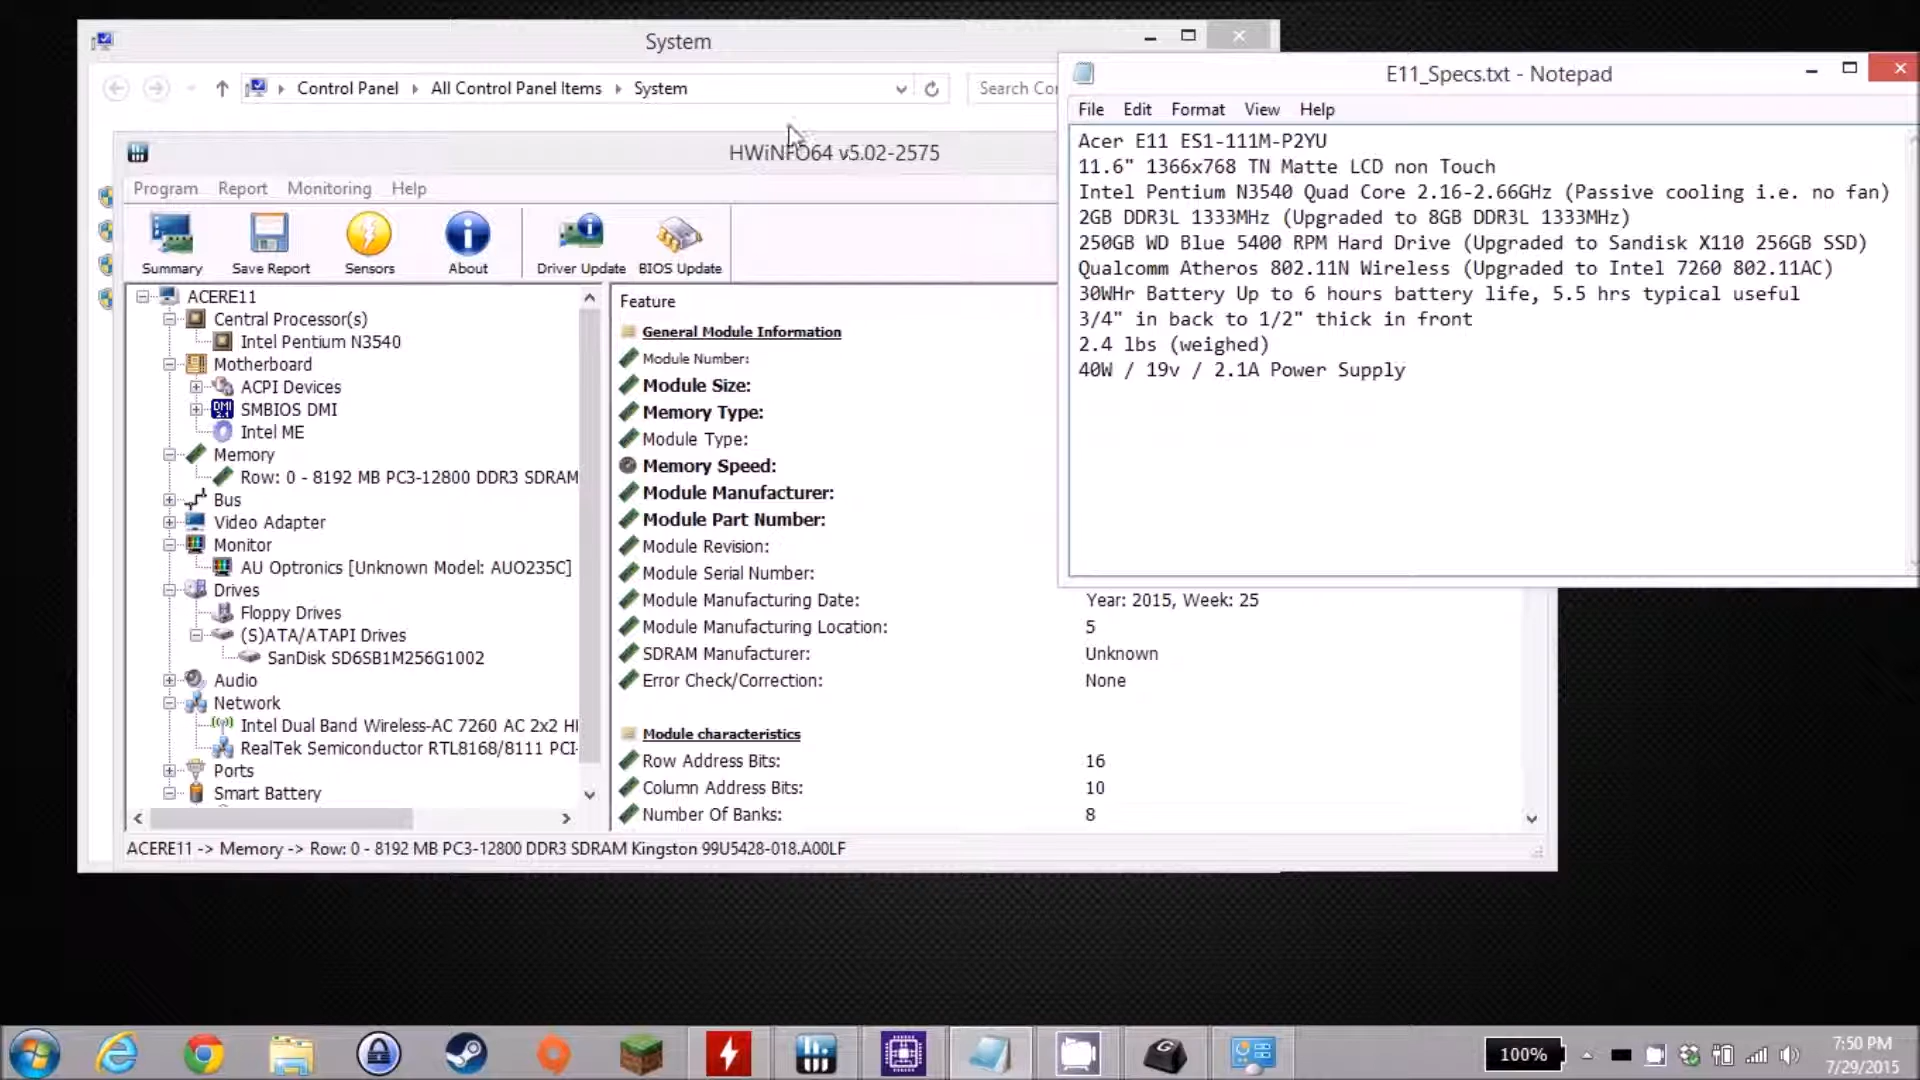 System
Control Panel
All Control Panel Items
System
Search Co
HWiNFO64 v5.02-2575
Program Report Monitoring Help
Summary
Save Report
Sensors
About
Driver Update
BIOS Update
ACERE11
Central Processor(s)
Intel Pentium N3540
Motherboard
ACPI Devices
SMBIOS DMI
Intel ME
Memory
Row: 0 - 8192 MB PC3-12800 DDR3 SDRAM
Bus
Video Adapter
Monitor
AU Optronics [Unknown Model: AUO235C]
Drives
Floppy Drives
(S)ATA/ATAPI Drives
SanDisk SD6SB1M256G1002
Audio
Network
Intel Dual Band Wireless-AC 7260 AC 2x2 H
RealTek Semiconductor RTL8168/8111 PCI-
Ports
Smart Battery
Feature
General Module Information
Module Number:
Module Size:
Memory Type:
Module Type:
Memory Speed:
Module Manufacturer:
Module Part Number:
Module Revision:
Module Serial Number:
Module Manufacturing Date: Year: 2015, Week: 25
Module Manufacturing Location: 5
SDRAM Manufacturer: Unknown
Error Check/Correction: None
Module characteristics
Row Address Bits: 16
Column Address Bits: 10
Number Of Banks: 8
ACERE11 -> Memory -> Row: 0 - 8192 MB PC3-12800 DDR3 SDRAM Kingston 99U5428-018.A00LF
E11_Specs.txt - Notepad
File Edit Format View Help
Acer E11 ES1-111M-P2YU
11.6" 1366x768 TN Matte LCD non Touch
Intel Pentium N3540 Quad Core 2.16-2.66GHz (Passive cooling i.e. no fan)
2GB DDR3L 1333MHz (Upgraded to 8GB DDR3L 1333MHz)
250GB WD Blue 5400 RPM Hard Drive (Upgraded to Sandisk X110 256GB SSD)
Qualcomm Atheros 802.11N Wireless (Upgraded to Intel 7260 802.11AC)
30WHr Battery Up to 6 hours battery life, 5.5 hrs typical useful
3/4" in back to 1/2" thick in front
2.4 lbs (weighed)
40W / 19v / 2.1A Power Supply
100%
7:50 PM
7/29/2015